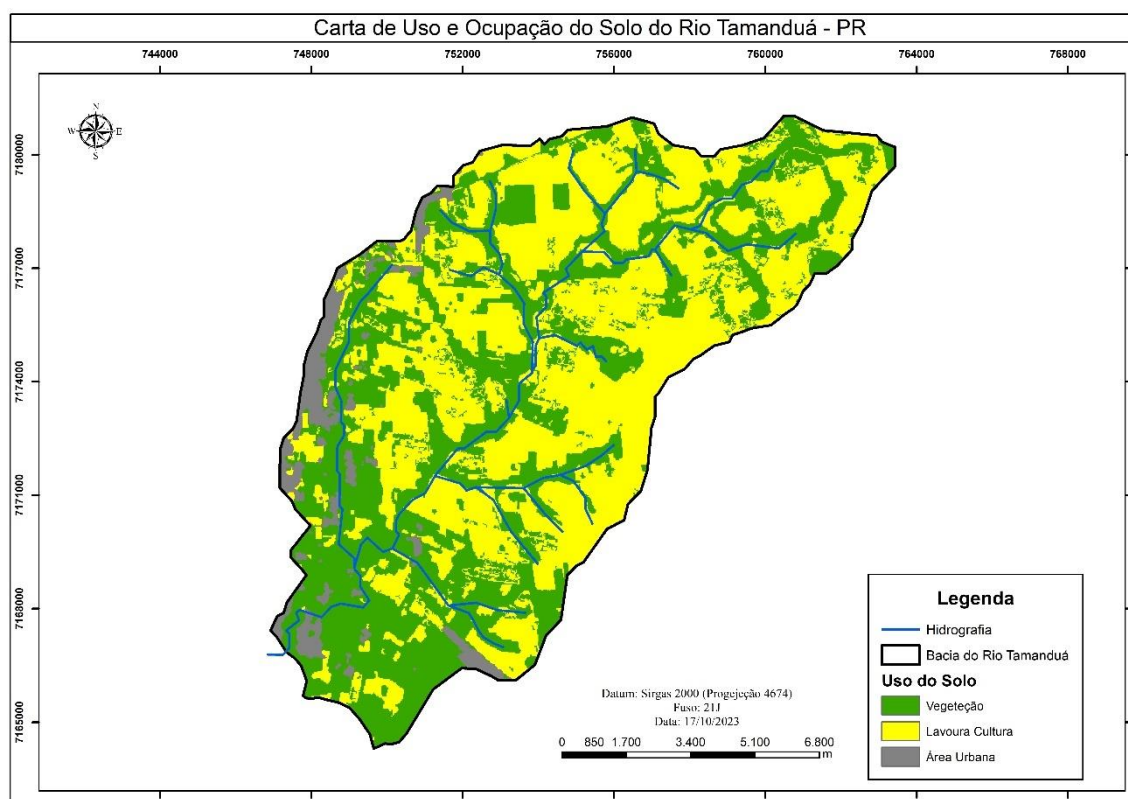 Carta de Uso e Ocupação do Solo do Rio Tamanduá - PR
744000 748000 752000 756000 760000 764000 768000
N
W E
S
7180000
7177000
7174000
7171000
7168000
7165000
Legenda
Hidrografia
Bacia do Rio Tamanduá
Uso do Solo
Vegeteção
Lavoura Cultura
Área Urbana
Datum: Sirgas 2000 (Progejeção 4674)
Fuso: 21J
Data: 17/10/2023
0 850 1.700 3.400 5.100 6.800
m